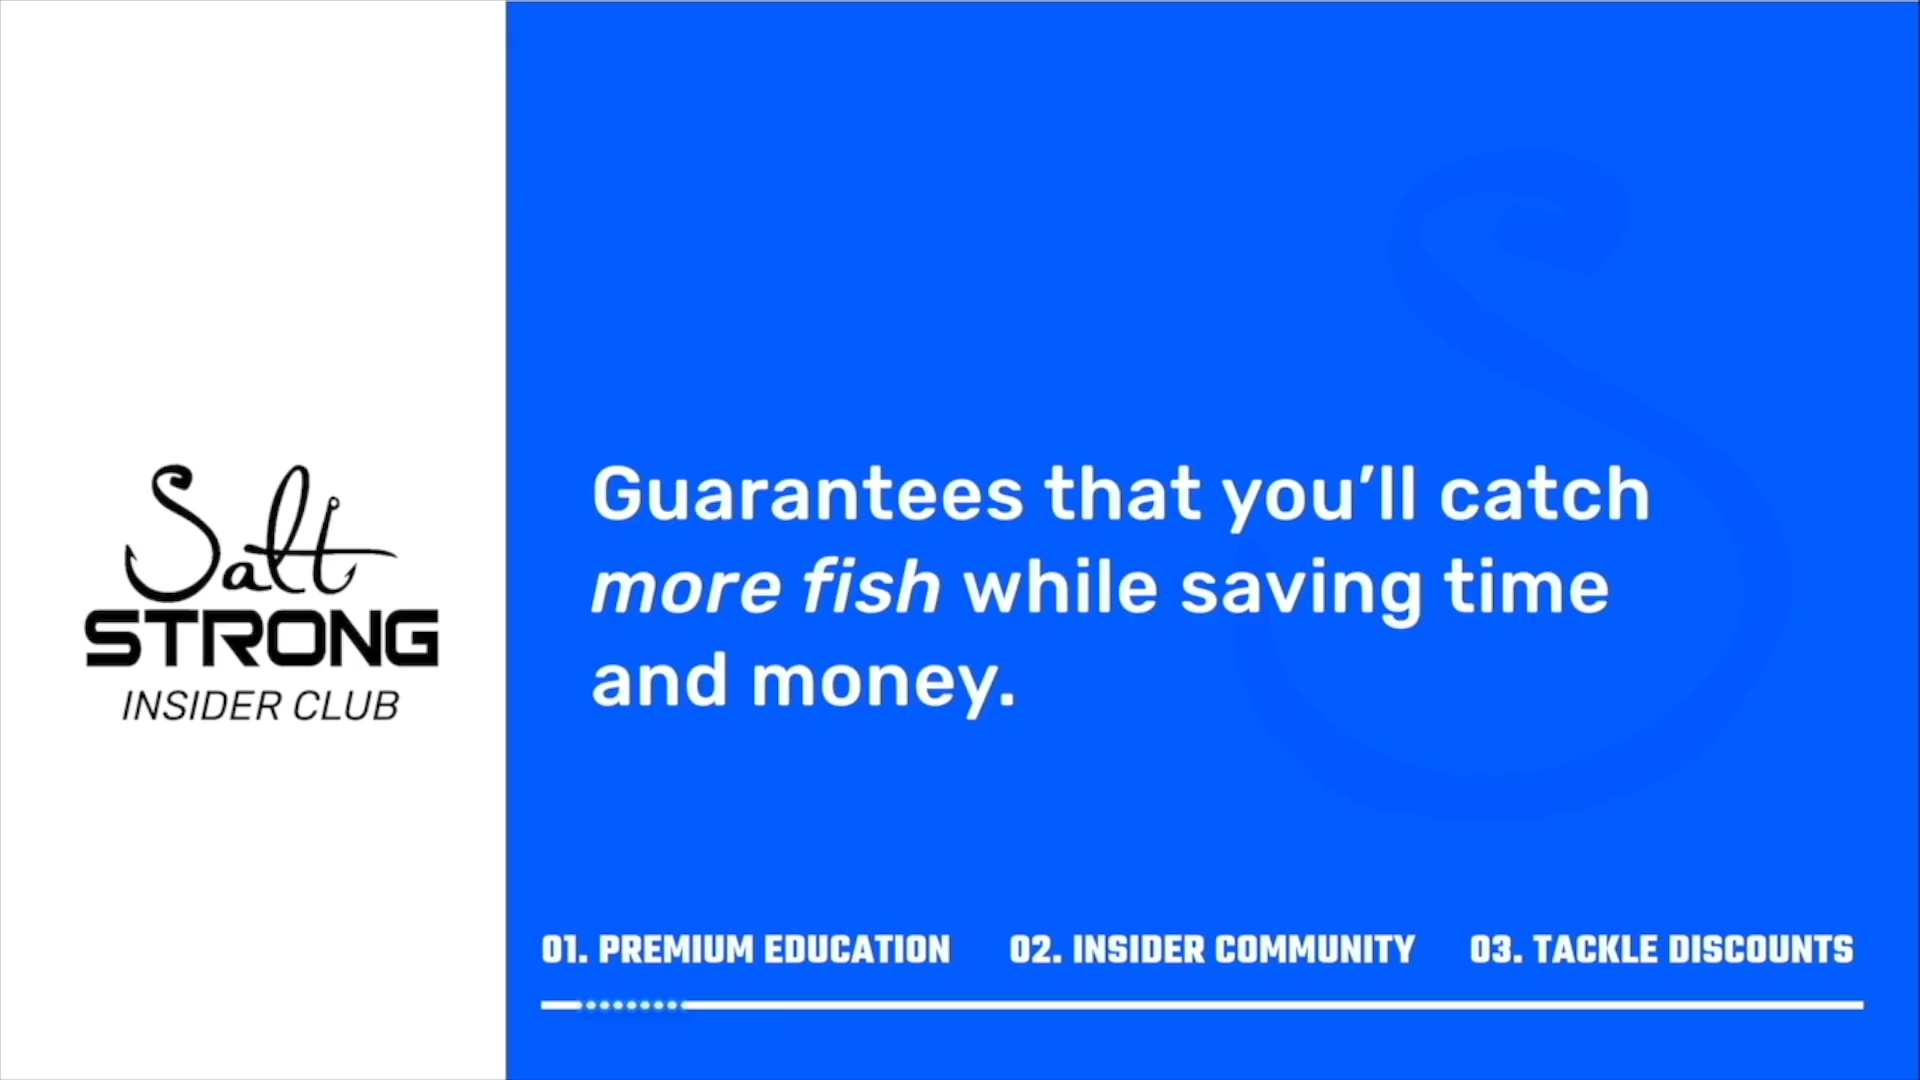 Salt
STRONG
INSIDER CLUB
Guarantees that you’ll catch
more fish while saving time
and money.
01. PREMIUM EDUCATION 02. INSIDER COMMUNITY 03. TACKLE DISCOUNTS